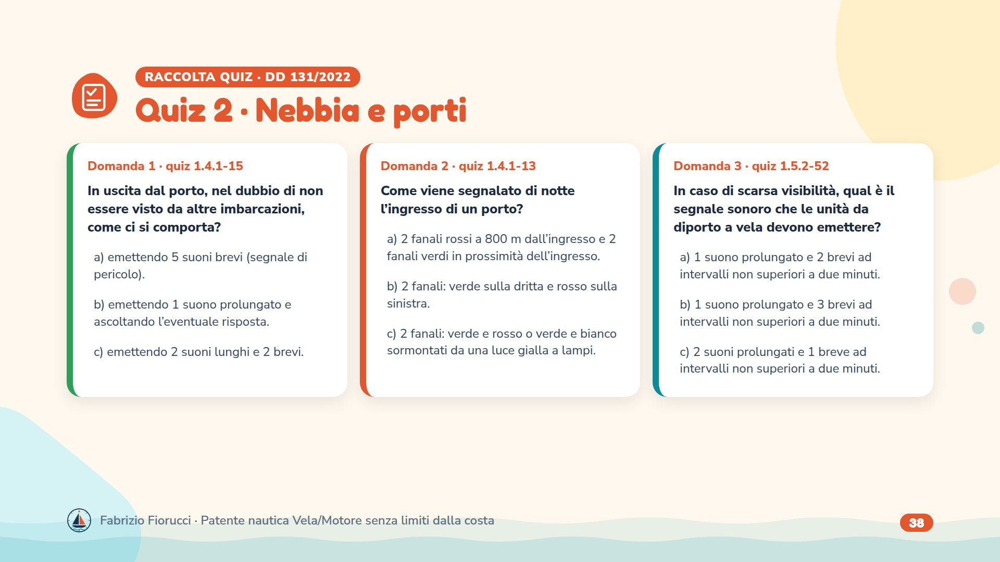 RACCOLTA QUIZ · DD 131/2022
Quiz 2 · Nebbia e porti
Domanda 1 · quiz 1.4.1-15
In uscita dal porto, nel dubbio di non
essere visto da altre imbarcazioni,
come ci si comporta?
a) emettendo 5 suoni brevi (segnale di
pericolo).
b) emettendo 1 suono prolungato e
ascoltando l’eventuale risposta.
c) emettendo 2 suoni lunghi e 2 brevi.
Domanda 2 · quiz 1.4.1-13
Come viene segnalato di notte
l’ingresso di un porto?
a) 2 fanali rossi a 800 m dall’ingresso e 2
fanali verdi in prossimità dell’ingresso.
b) 2 fanali: verde sulla dritta e rosso sulla
sinistra.
c) 2 fanali: verde e rosso o verde e bianco
sormontati da una luce gialla a lampi.
Domanda 3 · quiz 1.5.2-52
In caso di scarsa visibilità, qual è il
segnale sonoro che le unità da
diporto a vela devono emettere?
a) 1 suono prolungato e 2 brevi ad
intervalli non superiori a due minuti.
b) 1 suono prolungato e 3 brevi ad
intervalli non superiori a due minuti.
c) 2 suoni prolungati e 1 breve ad
intervalli non superiori a due minuti.
Fabrizio Fiorucci · Patente nautica Vela/Motore senza limiti dalla costa
38